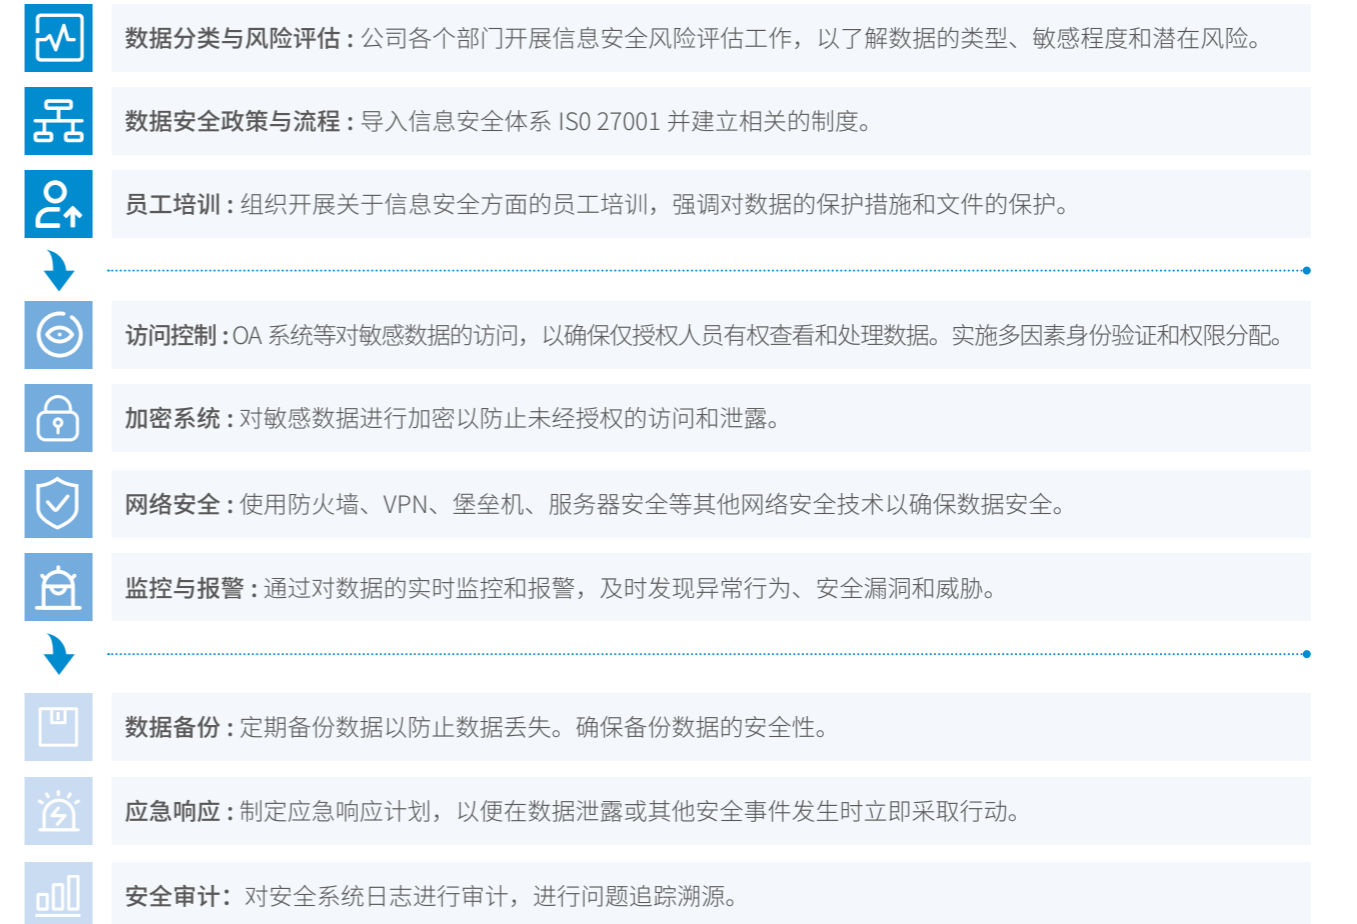 数据分类与风险评估 : 公司各个部门开展信息安全风险评估工作，以了解数据的类型、敏感程度和潜在风险。
数据安全政策与流程 : 导入信息安全体系 IS0 27001 并建立相关的制度。
员工培训 : 组织开展关于信息安全方面的员工培训，强调对数据的保护措施和文件的保护。
访问控制 : OA 系统等对敏感数据的访问，以确保仅授权人员有权查看和处理数据。实施多因素身份验证和权限分配。
加密系统 : 对敏感数据进行加密以防止未经授权的访问和泄露。
网络安全 : 使用防火墙、VPN、堡垒机、服务器安全等其他网络安全技术以确保数据安全。
监控与报警 : 通过对数据的实时监控和报警，及时发现异常行为、安全漏洞和威胁。
数据备份 : 定期备份数据以防止数据丢失。确保备份数据的安全性。
应急响应 : 制定应急响应计划，以便在数据泄露或其他安全事件发生时立即采取行动。
安全审计：对安全系统日志进行审计，进行问题追踪溯源。